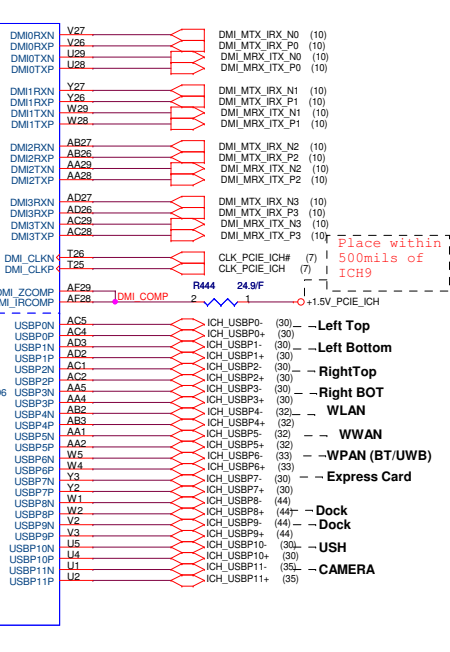 DMI0RXN V27 DMI_MTX_IRX_N0 (10)
DMI0RXP V26 DMI_MTX_IRX_P0 (10)
DMI0TXN U29 DMI_MRX_ITX_N0 (10)
DMI0TXP U28 DMI_MRX_ITX_P0 (10)
DMI1RXN Y27 DMI_MTX_IRX_N1 (10)
DMI1RXP Y26 DMI_MTX_IRX_P1 (10)
DMI1TXN W29 DMI_MRX_ITX_N1 (10)
DMI1TXP W28 DMI_MRX_ITX_P1 (10)
DMI2RXN AB27 DMI_MTX_IRX_N2 (10)
DMI2RXP AB26 DMI_MTX_IRX_P2 (10)
DMI2TXN AA29 DMI_MRX_ITX_N2 (10)
DMI2TXP AA28 DMI_MRX_ITX_P2 (10)
DMI3RXN AD27 DMI_MTX_IRX_N3 (10)
DMI3RXP AD26 DMI_MTX_IRX_P3 (10)
DMI3TXN AC29 DMI_MRX_ITX_N3 (10)
DMI3TXP AC28 DMI_MRX_ITX_P3 (10)
Place within
500mils of
ICH9
DMI_CLKN T26 CLK_PCIE_ICH# (7)
DMI_CLKP T25 CLK_PCIE_ICH (7)
R444 24.9/F
MI_ZCOMP AF29
MI_IRCOMP AF28 DMI_COMP 2 1 +1.5V_PCIE_ICH
USBP0N AC5 ICH_USBP0- (30) Left Top
USBP0P AC4 ICH_USBP0+ (30)
USBP1N AD3 ICH_USBP1- (30) Left Bottom
USBP1P AD2 ICH_USBP1+ (30)
USBP2N AC1 ICH_USBP2- (30) RightTop
USBP2P AC2 ICH_USBP2+ (30)
USBP3N AA5 ICH_USBP3- (30) Right BOT
USBP3P AA4 ICH_USBP3+ (30)
USBP4N AB2 ICH_USBP4- (32) WLAN
USBP4P AB3 ICH_USBP4+ (32)
USBP5N AA1 ICH_USBP5- (32) WWAN
USBP5P AA2 ICH_USBP5+ (32)
USBP6N W5 ICH_USBP6- (33) WPAN (BT/UWB)
USBP6P W4 ICH_USBP6+ (33)
USBP7N Y3 ICH_USBP7- (30) Express Card
USBP7P Y2 ICH_USBP7+ (30)
USBP8N W1 ICH_USBP8- (44)
USBP8P W2 ICH_USBP8+ (44) Dock
USBP9N V2 ICH_USBP9- (44) Dock
USBP9P V3 ICH_USBP9+ (44)
USBP10N U5 ICH_USBP10- (30) USH
USBP10P U4 ICH_USBP10+ (30)
USBP11N U1 ICH_USBP11- (35) CAMERA
USBP11P U2 ICH_USBP11+ (35)